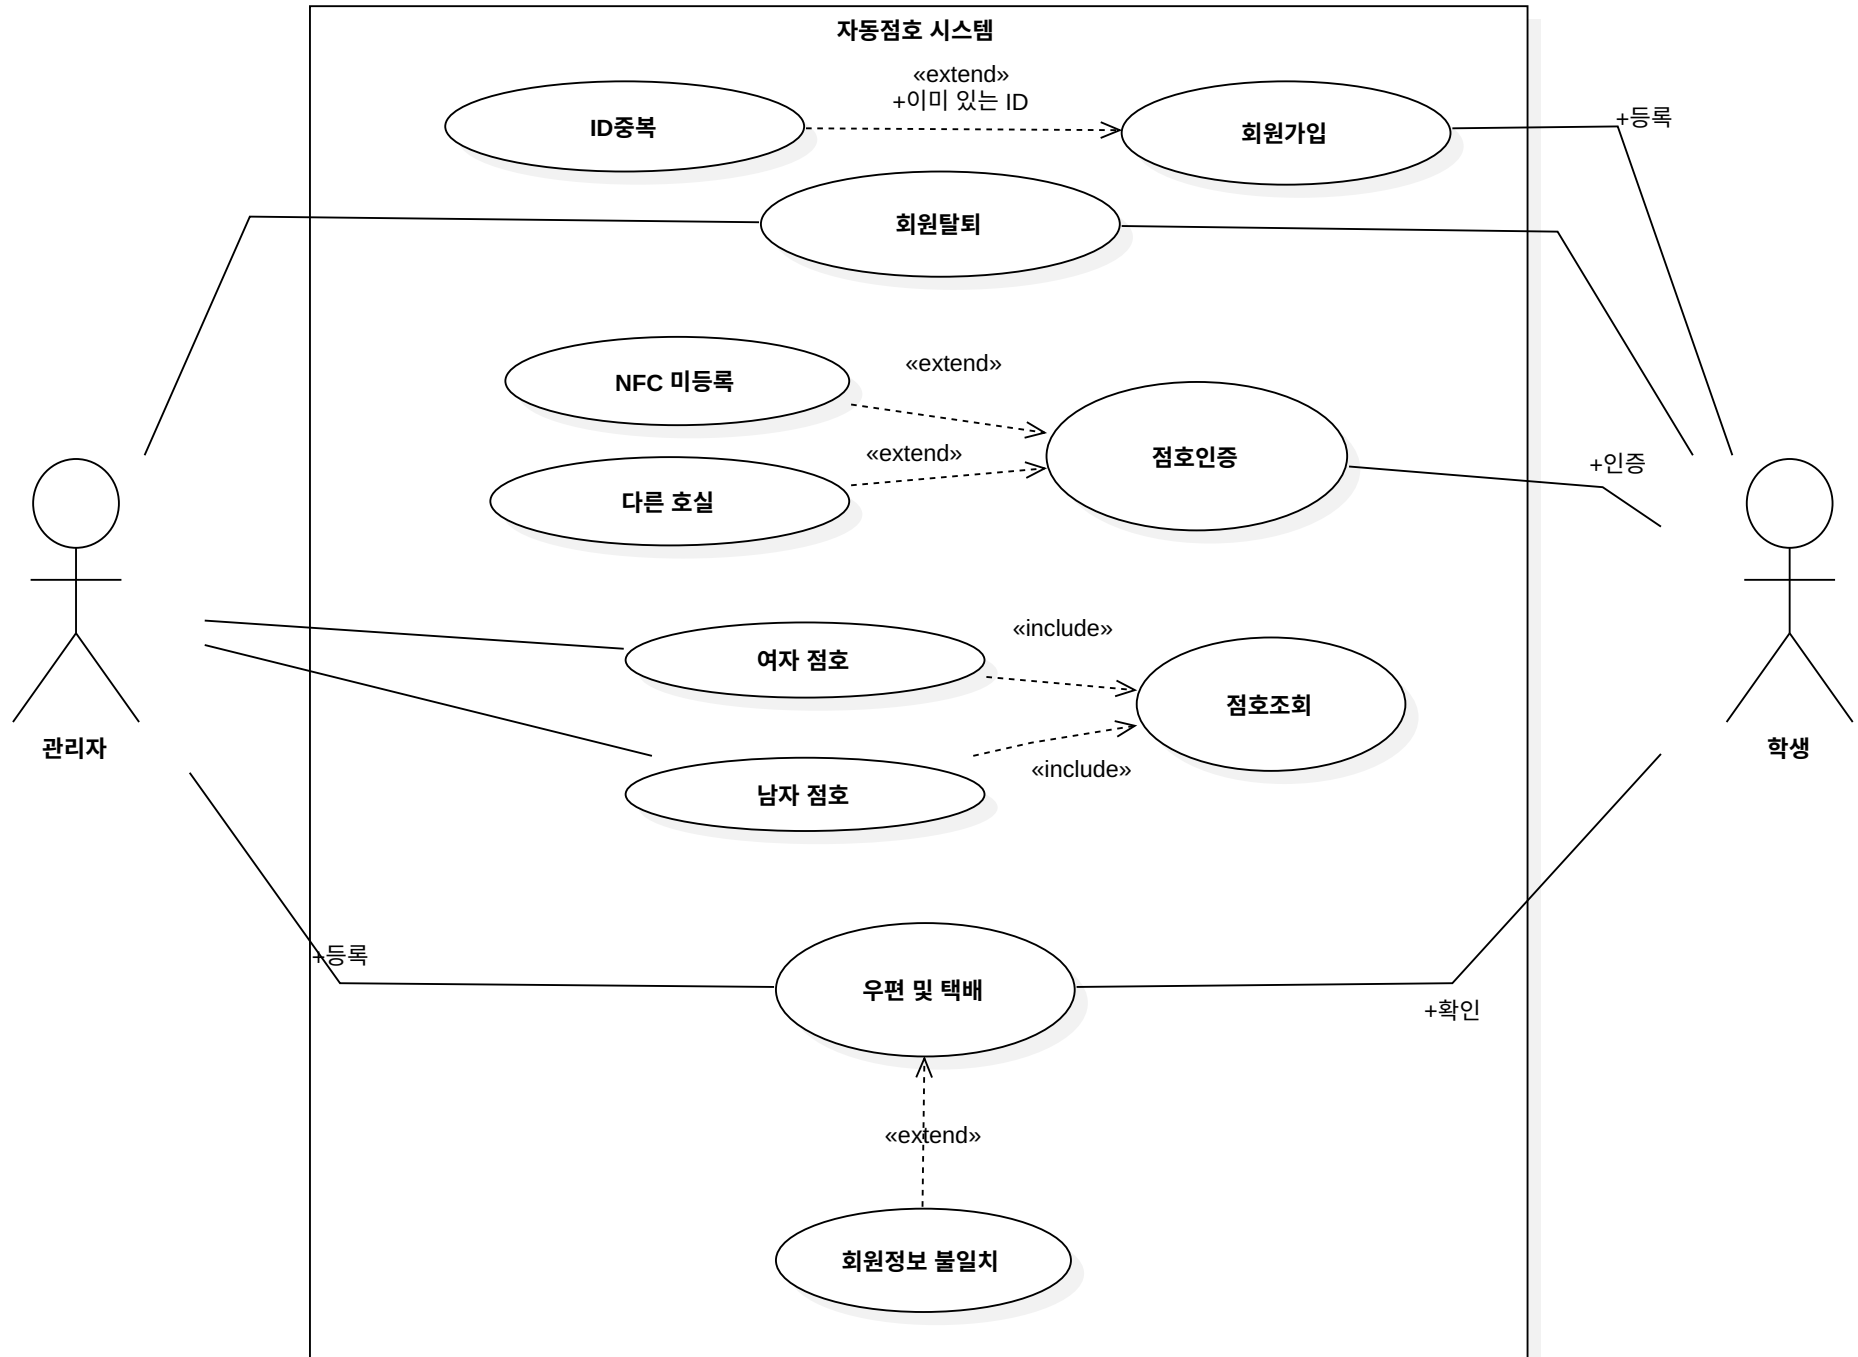 자동점호 시스템
«extend»
+이미 있는 ID
ID중복
회원가입
+등록
회원탈퇴
NFC 미등록
«extend»
다른 호실
«extend»
점호인증
+인증
여자 점호
«include»
점호조회
남자 점호
«include»
관리자
학생
+등록
우편 및 택배
+확인
«extend»
회원정보 불일치